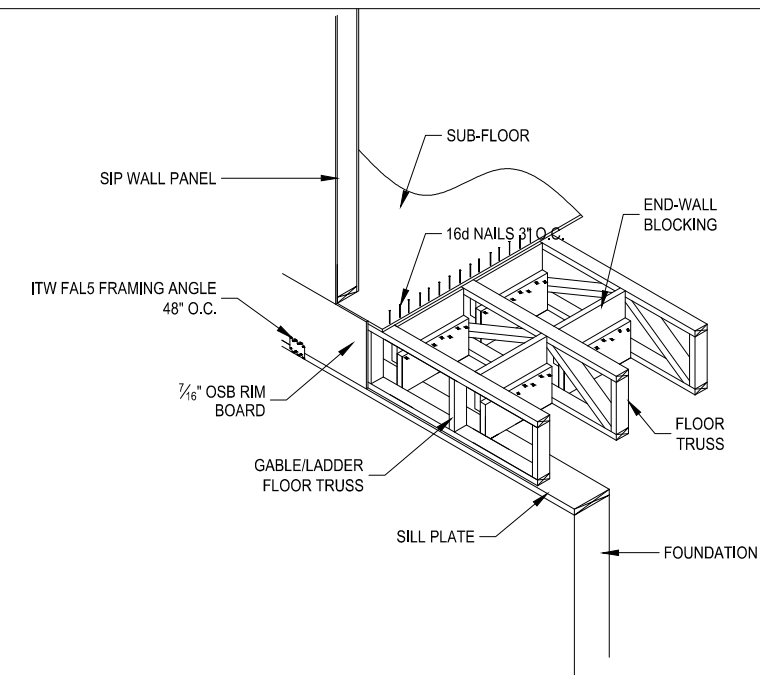 SUB-FLOOR
SIP WALL PANEL
END-WALL
BLOCKING
16d NAILS 3" O.C.
ITW FAL5 FRAMING ANGLE
48" O.C.
7/16" OSB RIM
BOARD
FLOOR
TRUSS
GABLE/LADDER
FLOOR TRUSS
SILL PLATE
FOUNDATION